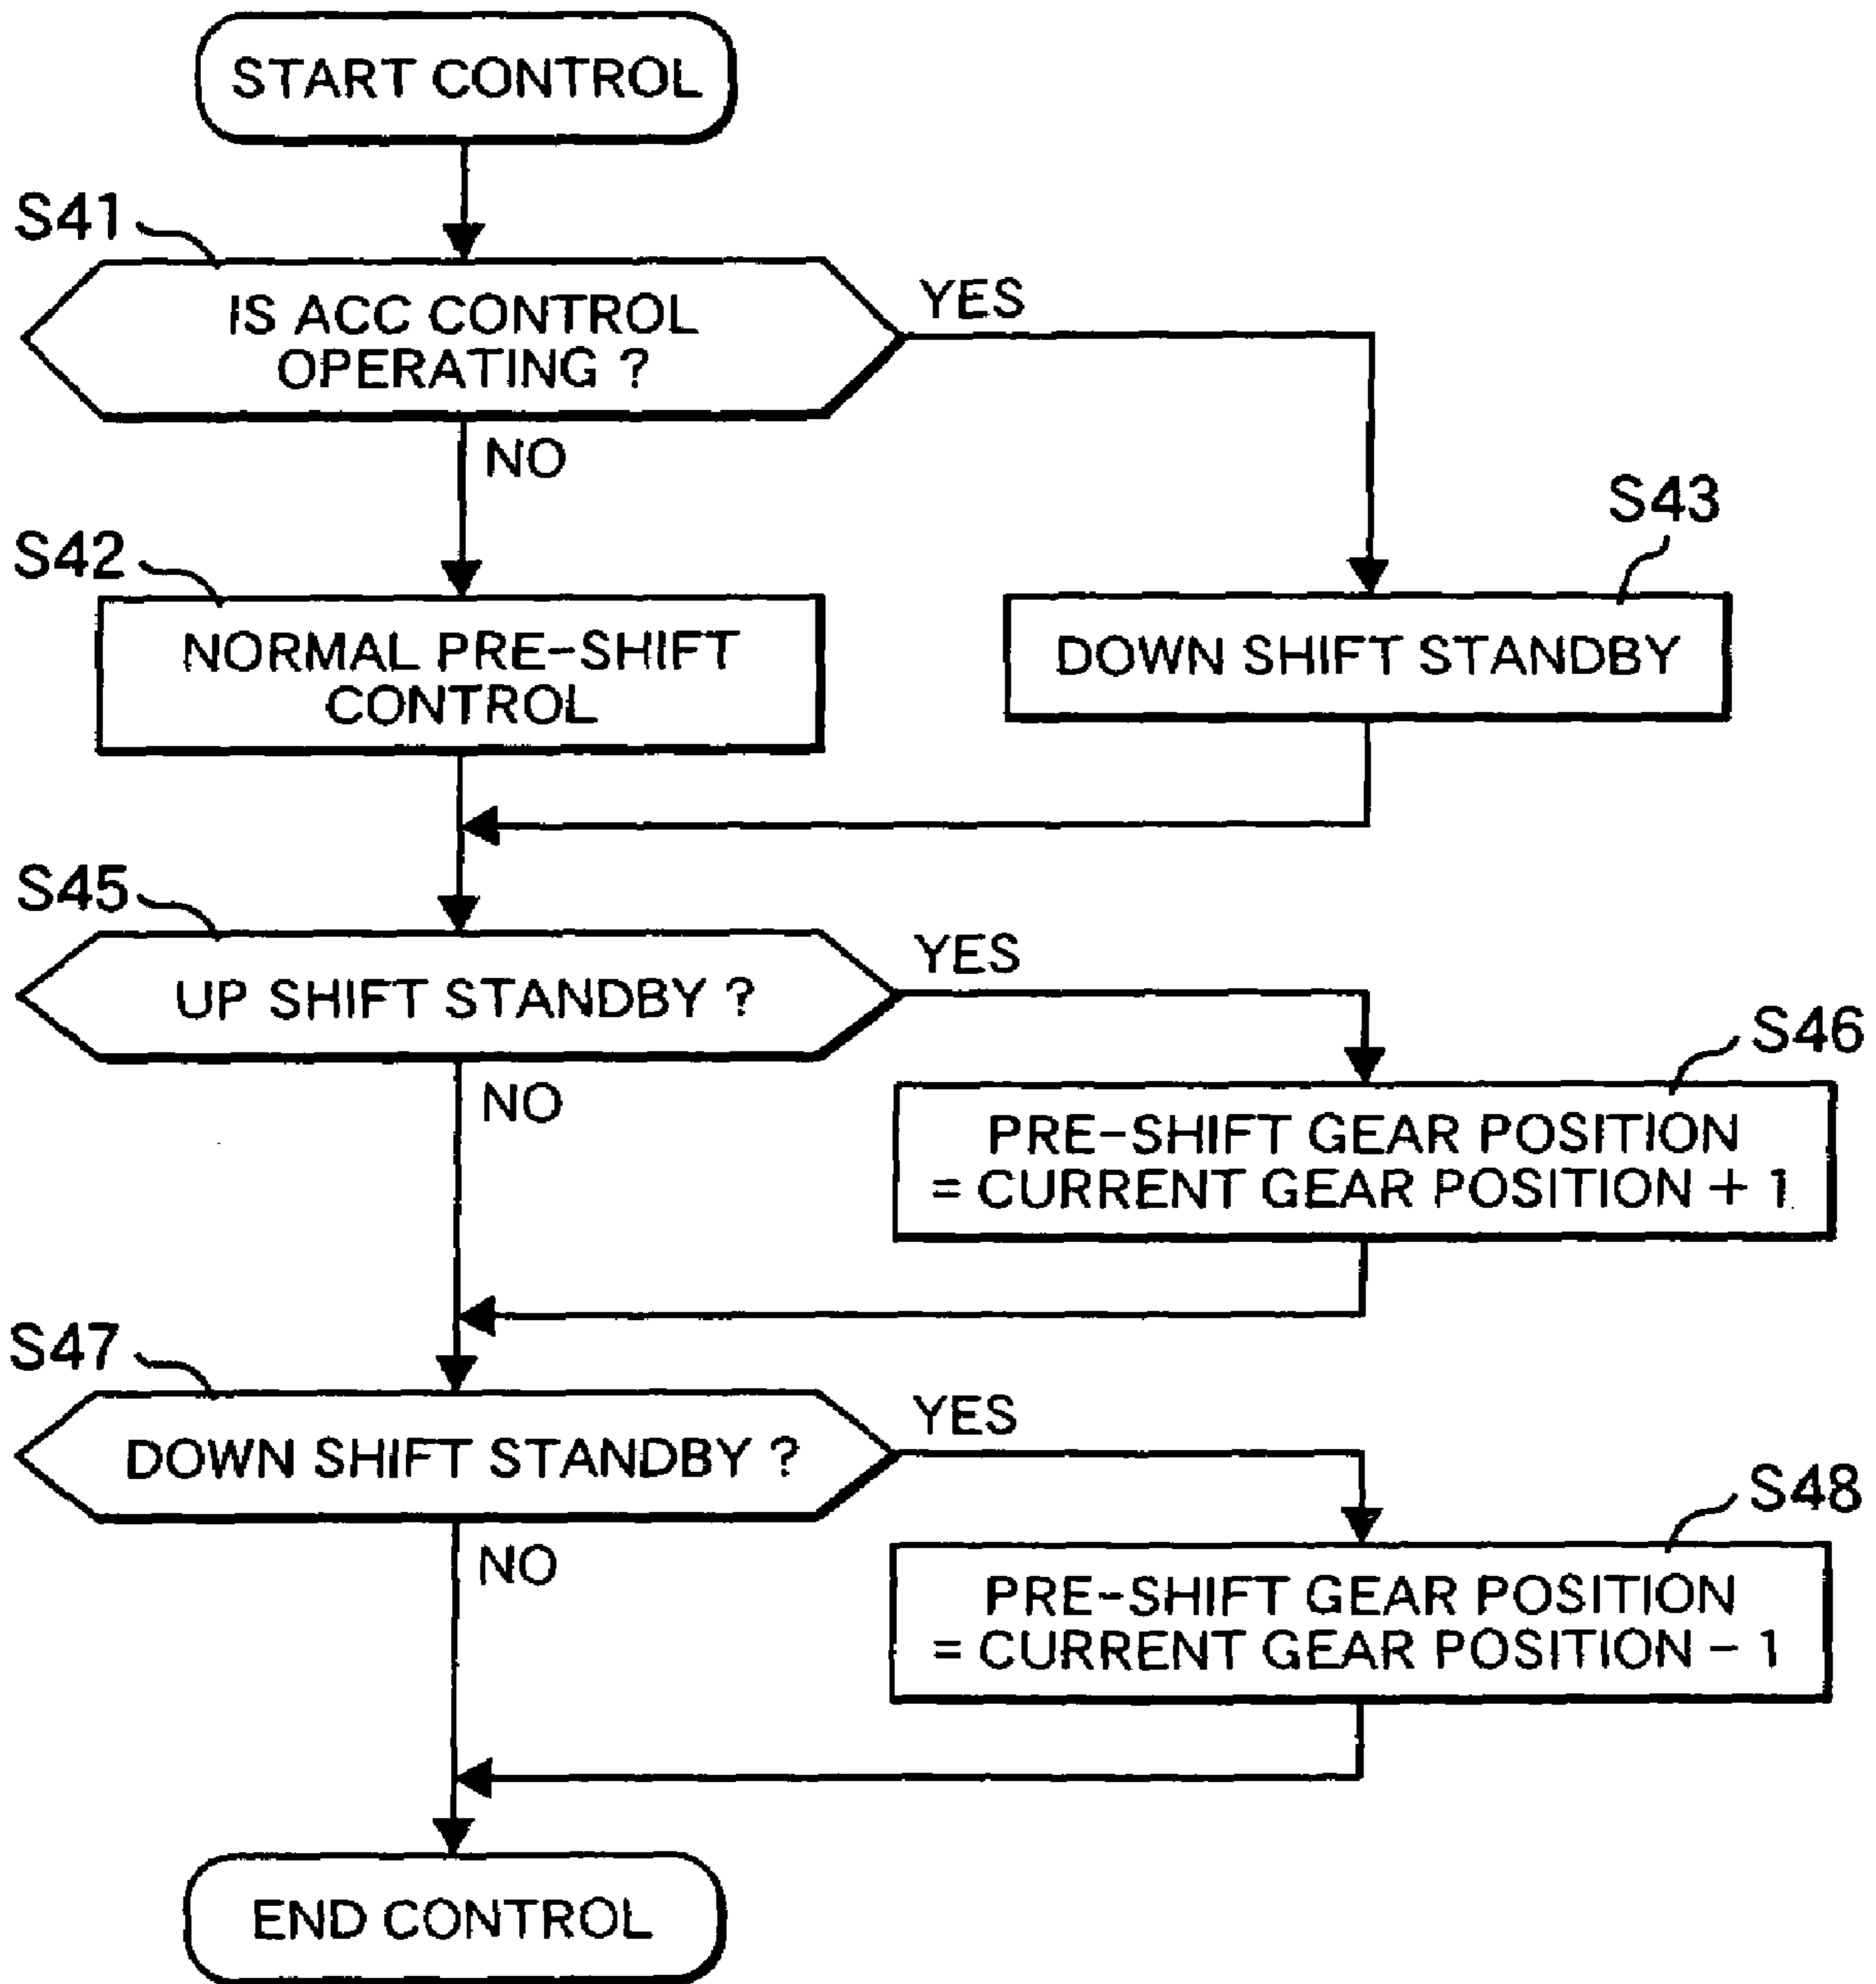 START CONTROL
S41
IS ACC CONTROL
OPERATING ?
YES
NO
S42
NORMAL PRE-SHIFT
CONTROL
S43
DOWN SHIFT STANDBY
S45
UP SHIFT STANDBY ?
YES
NO
S46
PRE-SHIFT GEAR POSITION
= CURRENT GEAR POSITION + 1
S47
DOWN SHIFT STANDBY ?
YES
NO
S48
PRE-SHIFT GEAR POSITION
= CURRENT GEAR POSITION - 1
END CONTROL